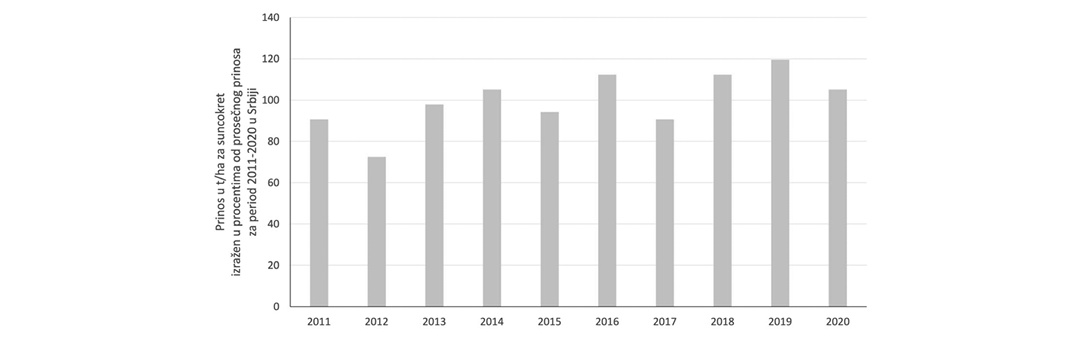 Prinos u t/ha za suncokret
izražen u procentima od prosečnog prinosa
za period 2011-2020 u Srbiji
140
120
100
80
60
40
20
0
2011 2012 2013 2014 2015 2016 2017 2018 2019 2020